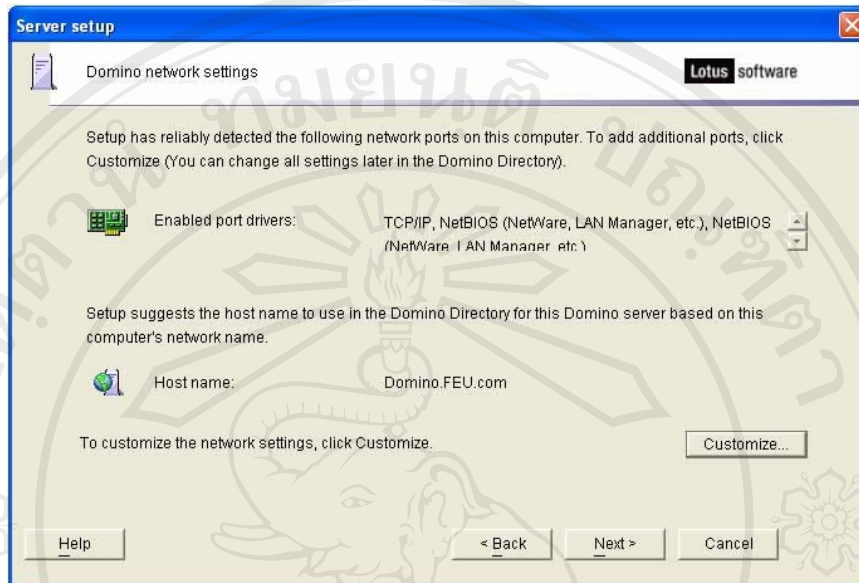 Server setup
Domino network settings
Lotus software
Setup has reliably detected the following network ports on this computer. To add additional ports, click
Customize (You can change all settings later in the Domino Directory).
Enabled port drivers:
TCP/IP, NetBIOS (NetWare, LAN Manager, etc.), NetBIOS
(NetWare, LAN Manager, etc.)
Setup suggests the host name to use in the Domino Directory for this Domino server based on this
computer's network name.
Host name:
Domino.FEU.com
To customize the network settings, click Customize.
Customize...
Help
< Back
Next >
Cancel